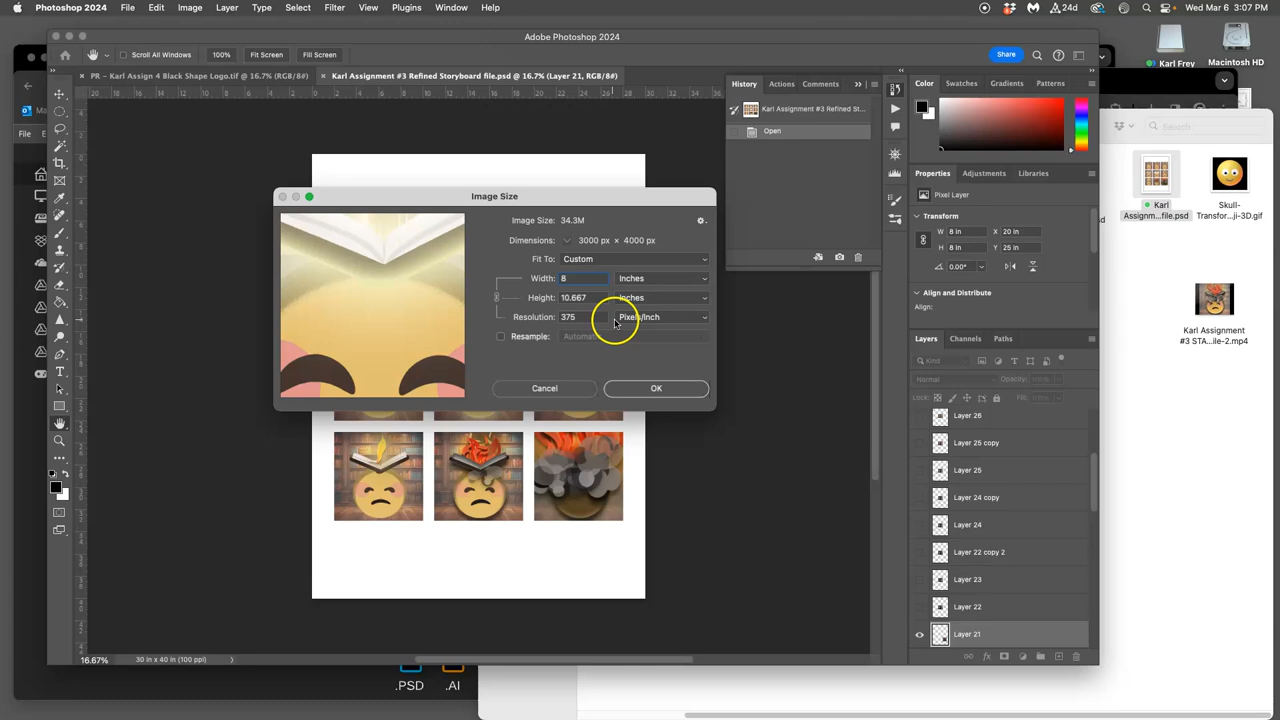 Photoshop 2024 File Edit Image Layer Type Select Filter View Plugins Window Help 24d Wed Mar 6 3:07 PM
Adobe Photoshop 2024
Scroll All Windows 100% Fit Screen Fill Screen Share
PR – Karl Assign 4 Black Shape Logo.tif @ 16.7% (RGB/8#) Karl Assignment #3 Refined Storyboard file.psd @ 16.7% (Layer 21, RGB/8#)
Karl Frey Macintosh HD
History Actions Comments
Karl Assignment #3 Refined St...
Open
Color Swatches Gradients Patterns
Search
Properties Adjustments Libraries
Pixel Layer
Transform
W 8 in X 20 in
H 8 in Y 25 in
0.00°
Align and Distribute
Align:
Karl
Assignm...file.psd
Skull-
Transfor...ji-3D.gif
Karl Assignment
#3 STA...ile-2.mp4
Image Size
Image Size: 34.3M
Dimensions: 3000 px × 4000 px
Fit To: Custom
Width: 8 Inches
Height: 10.667 Inches
Resolution: 375 Pixels/Inch
Resample:
Cancel OK
Layers Channels Paths
Kind
Normal Opacity: 100%
Lock: Fill:
Layer 26
Layer 25 copy
Layer 25
Layer 24 copy
Layer 24
Layer 22 copy 2
Layer 23
Layer 22
Layer 21
File
16.67% 30 in x 40 in (100 ppi)
.PSD .AI